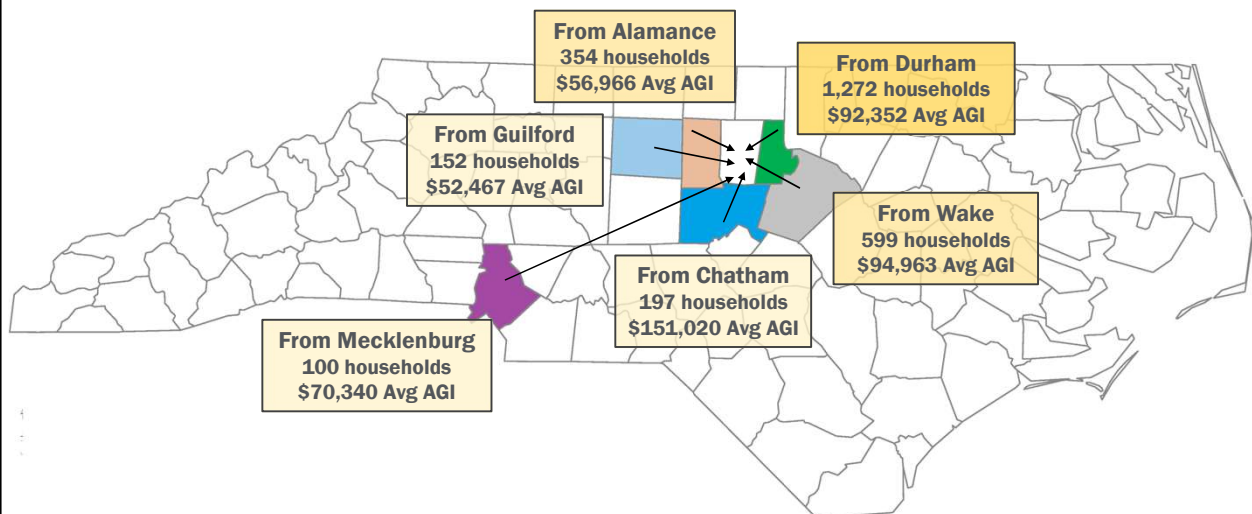 From Alamance
354 households
$56,966 Avg AGI
From Durham
1,272 households
$92,352 Avg AGI
From Guilford
152 households
$52,467 Avg AGI
From Wake
599 households
$94,963 Avg AGI
From Chatham
197 households
$151,020 Avg AGI
From Mecklenburg
100 households
$70,340 Avg AGI